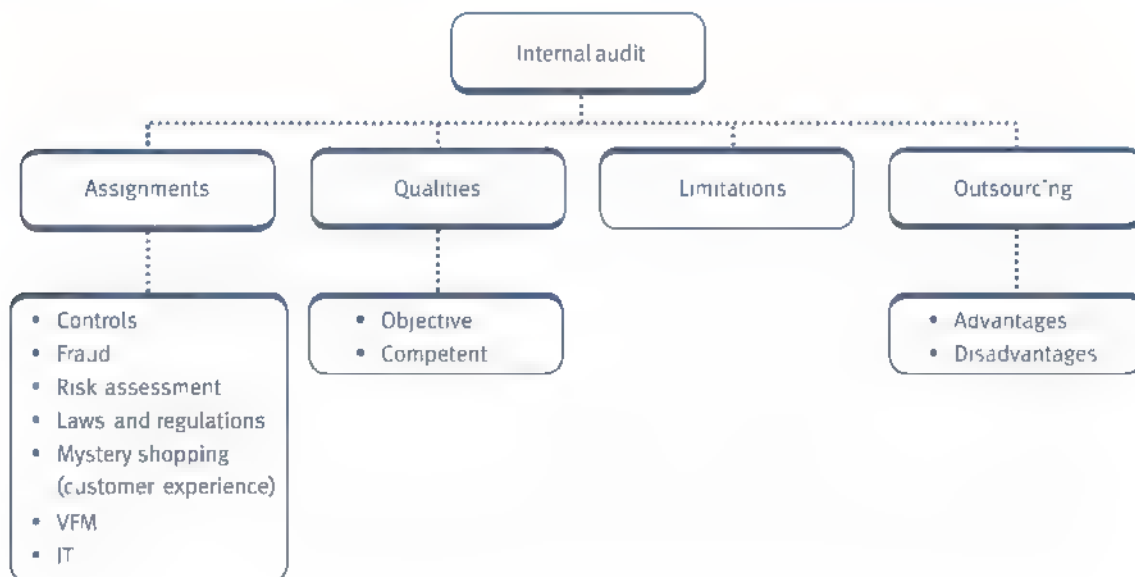 Internal audit
Assignments
Qualities
Limitations
Outsourcing
• Controls
• Fraud
• Risk assessment
• Laws and regulations
• Mystery shopping
(customer experience)
• VFM
• IT
• Objective
• Competent
• Advantages
• Disadvantages